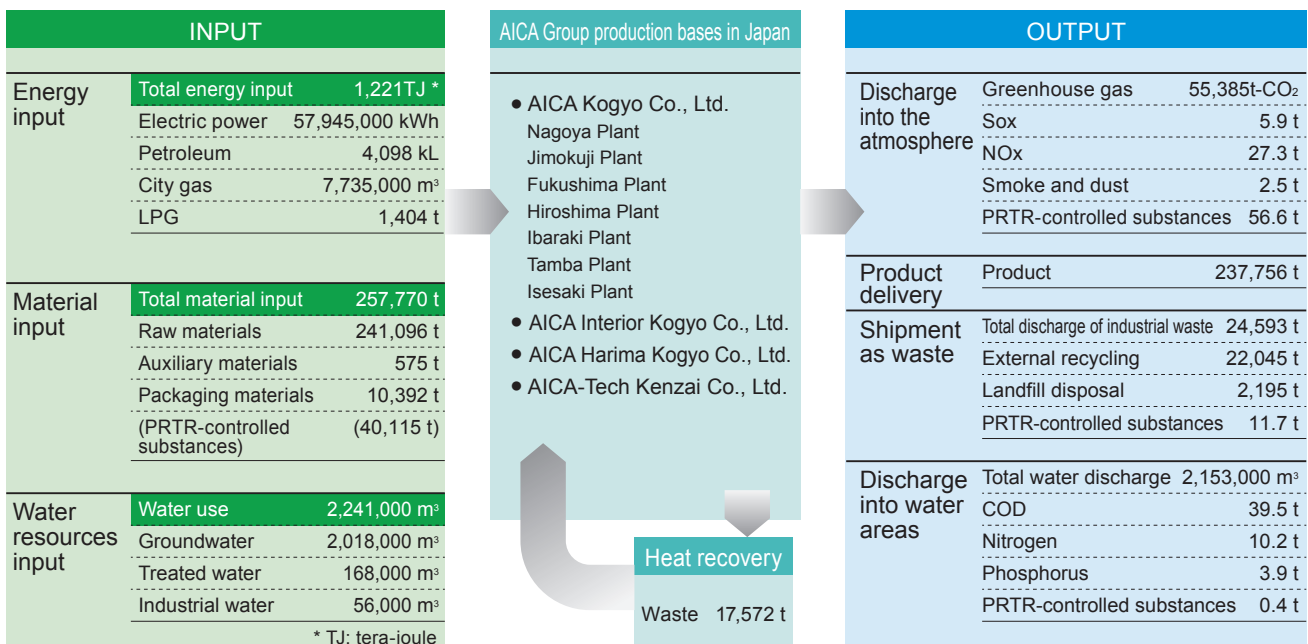 INPUT
Energy input
Total energy input 1,221TJ *
Electric power 57,945,000 kWh
Petroleum 4,098 kL
City gas 7,735,000 m³
LPG 1,404 t
Material input
Total material input 257,770 t
Raw materials 241,096 t
Auxiliary materials 575 t
Packaging materials 10,392 t
(PRTR-controlled substances) (40,115 t)
Water resources input
Water use 2,241,000 m³
Groundwater 2,018,000 m³
Treated water 168,000 m³
Industrial water 56,000 m³
* TJ: tera-joule
AICA Group production bases in Japan
• AICA Kogyo Co., Ltd.
Nagoya Plant
Jimokuji Plant
Fukushima Plant
Hiroshima Plant
Ibaraki Plant
Tamba Plant
Isesaki Plant
• AICA Interior Kogyo Co., Ltd.
• AICA Harima Kogyo Co., Ltd.
• AICA-Tech Kenzai Co., Ltd.
Heat recovery
Waste 17,572 t
OUTPUT
Discharge into the atmosphere
Greenhouse gas 55,385t-CO₂
Sox 5.9 t
NOx 27.3 t
Smoke and dust 2.5 t
PRTR-controlled substances 56.6 t
Product delivery
Product 237,756 t
Shipment as waste
Total discharge of industrial waste 24,593 t
External recycling 22,045 t
Landfill disposal 2,195 t
PRTR-controlled substances 11.7 t
Discharge into water areas
Total water discharge 2,153,000 m³
COD 39.5 t
Nitrogen 10.2 t
Phosphorus 3.9 t
PRTR-controlled substances 0.4 t